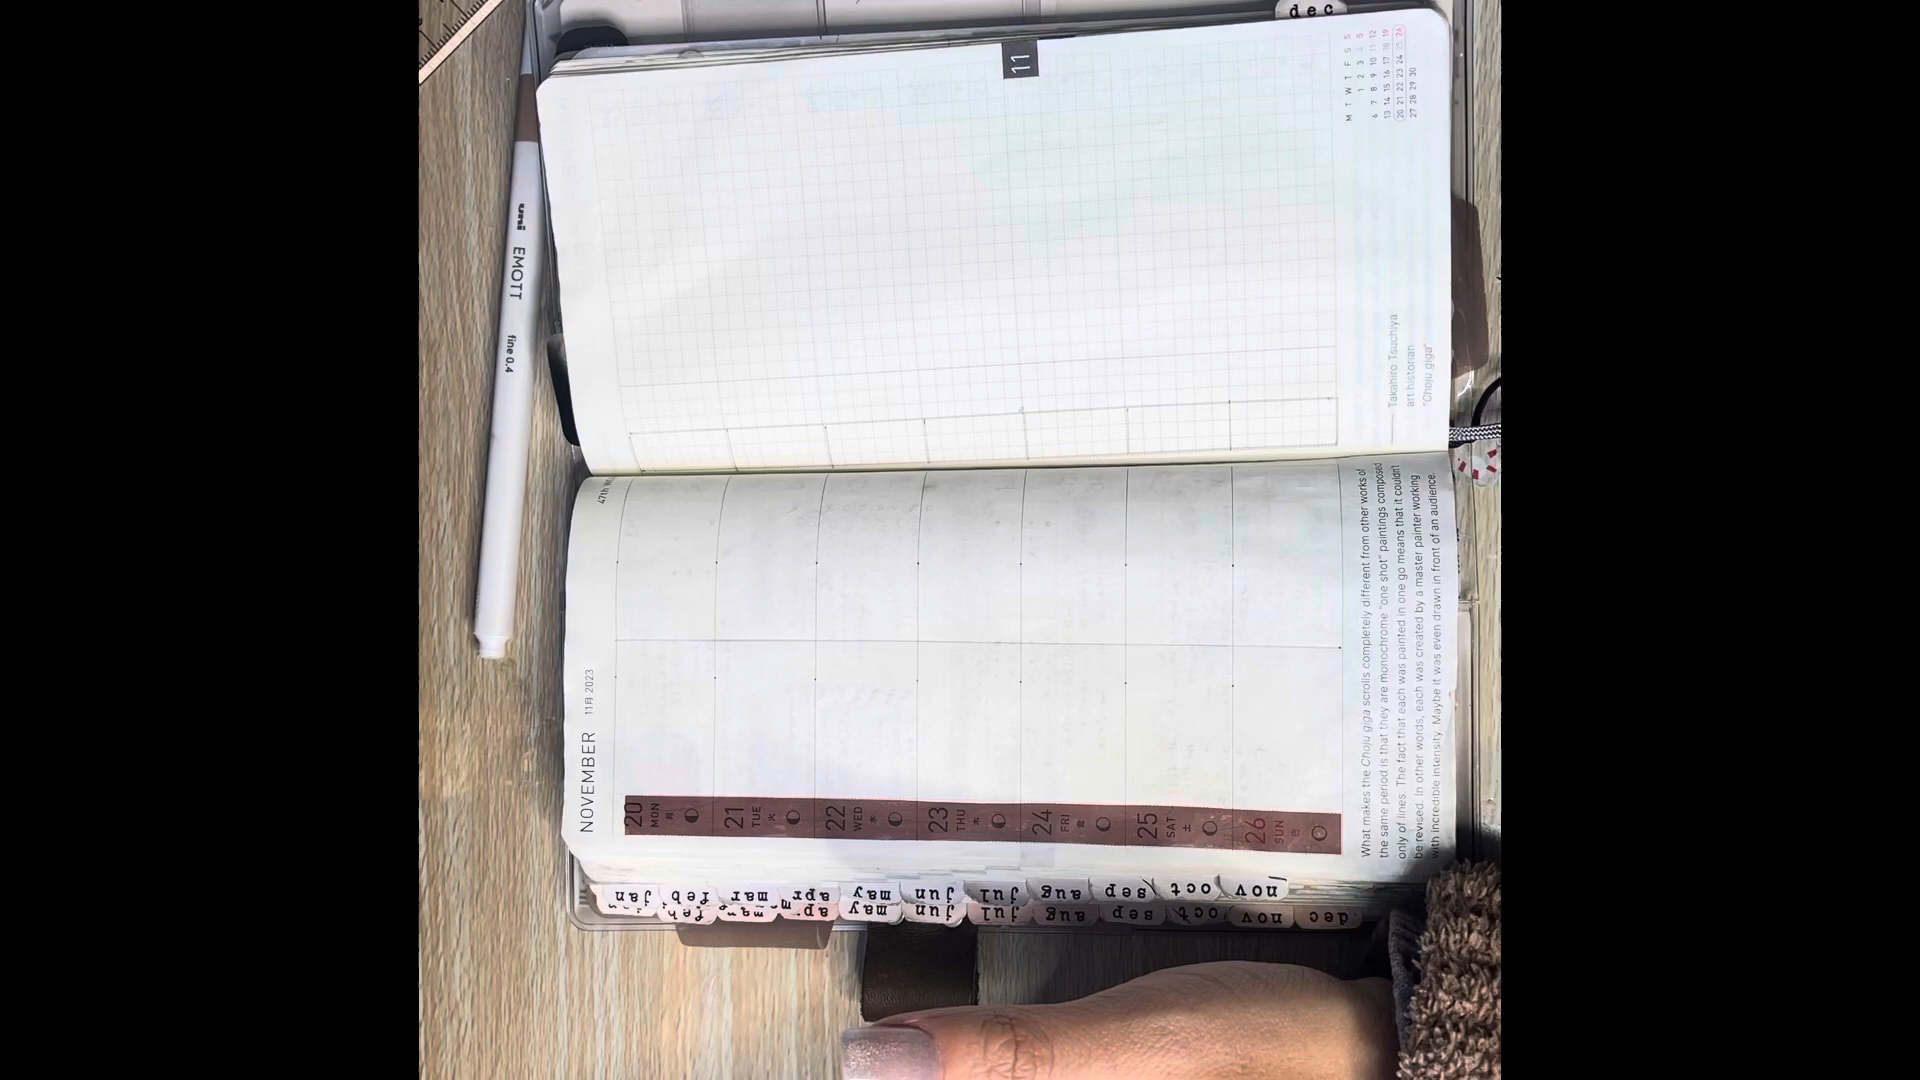 NOVEMBER 11月 2023
47th
20 MON 月
21 TUE 火
22 WED 水
23 THU 木
24 FRI 金
25 SAT 土
26 SUN 日
What makes the Choju giga scrolls completely different from other works of
the same period is that they are monochrome "one shot" paintings composed
only of lines. The fact that each was painted in one go means that it couldn't
be revised. In other words, each was created by a master painter working
with incredible intensity. Maybe it was even drawn in front of an audience.
Takahiro Tsuchiya
art historian
"Choju giga"
11
M T W T F S S
1 2 3 4 5
6 7 8 9 10 11 12
13 14 15 16 17 18 19
20 21 22 23 24 25 26
27 28 29 30
dec
jan feb mar apr may jun jul aug sep oct nov
feb mar ap may jun jul aug sep oct nov dec
uni EMOTT fine 0.4